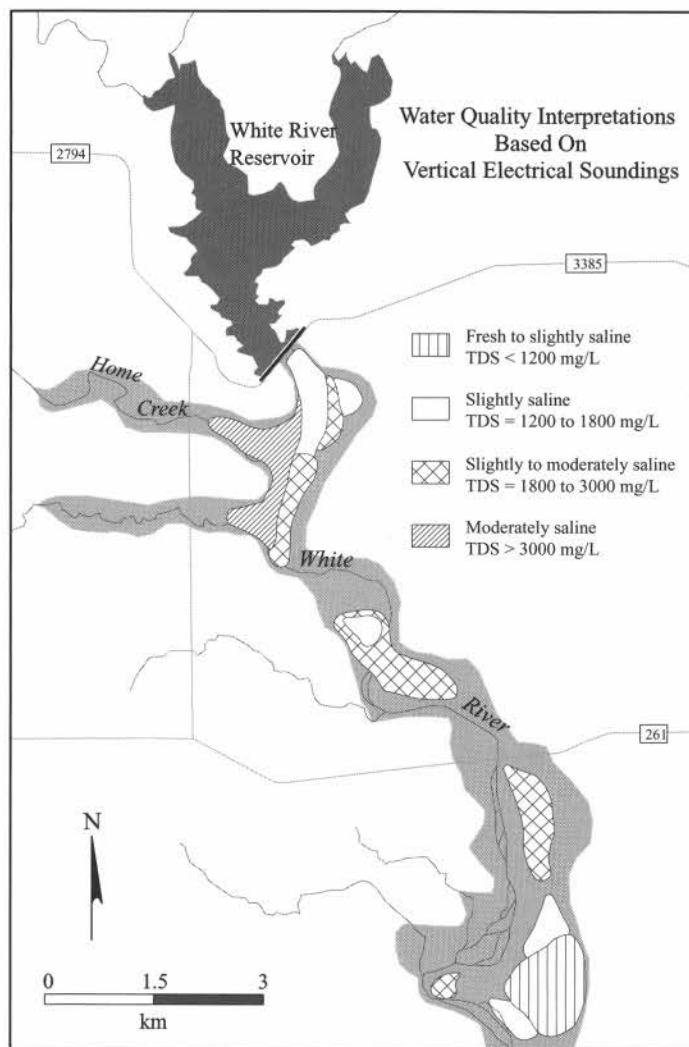 White River
Reservoir
Water Quality Interpretations
Based On
Vertical Electrical Soundings
2794
3385
Home
Creek
Fresh to slightly saline
TDS < 1200 mg/L
Slightly saline
TDS = 1200 to 1800 mg/L
Slightly to moderately saline
TDS = 1800 to 3000 mg/L
Moderately saline
TDS > 3000 mg/L
White
River
261
N
0 1.5 3
km